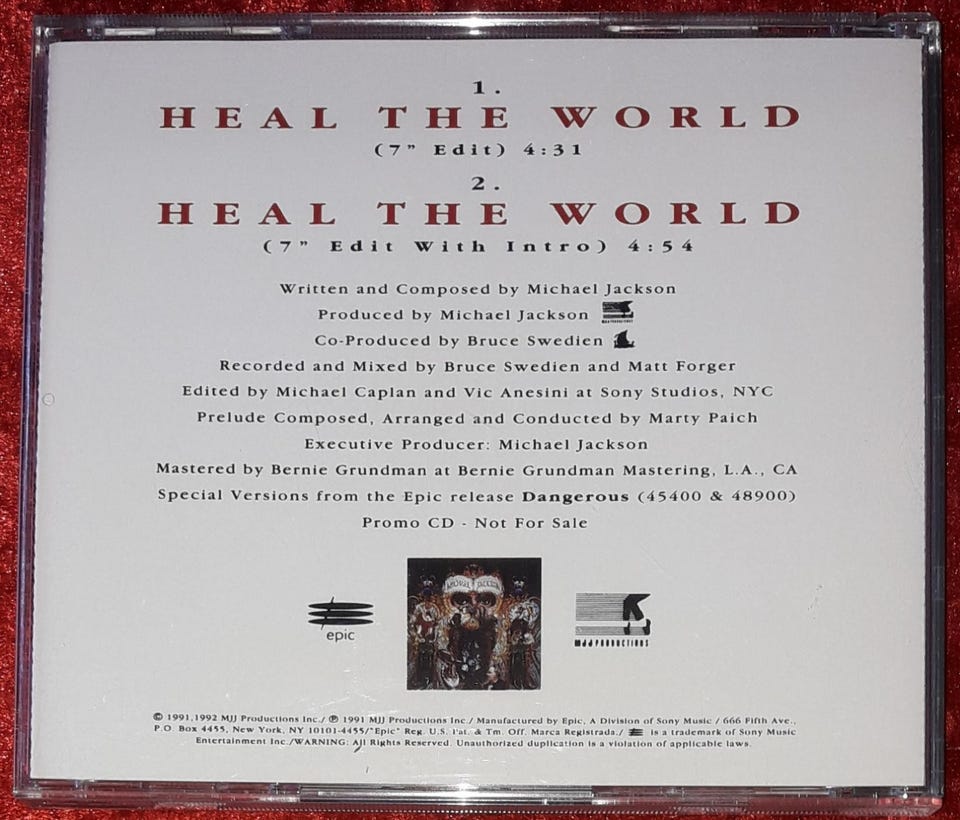 1.
HEAL THE WORLD
(7” Edit) 4:31
2.
HEAL THE WORLD
(7” Edit With Intro) 4:54
Written and Composed by Michael Jackson
Produced by Michael Jackson
Co-Produced by Bruce Swedien
Recorded and Mixed by Bruce Swedien and Matt Forger
Edited by Michael Caplan and Vic Anesini at Sony Studios, NYC
Prelude Composed, Arranged and Conducted by Marty Paich
Executive Producer: Michael Jackson
Mastered by Bernie Grundman at Bernie Grundman Mastering, L.A., CA
Special Versions from the Epic release Dangerous (45400 & 48900)
Promo CD - Not For Sale
MICHAEL JACKSON
epic
MJJ PRODUCTIONS
© 1991,1992 MJJ Productions Inc./ ℗ 1991 MJJ Productions Inc./ Manufactured by Epic, A Division of Sony Music / 666 Fifth Ave.,
P.O. Box 4455, New York, NY 10101-4455/"Epic" Reg. U.S. Pat. & Tm. Off. Marca Registrada./ is a trademark of Sony Music
Entertainment Inc./WARNING: All Rights Reserved. Unauthorized duplication is a violation of applicable laws.